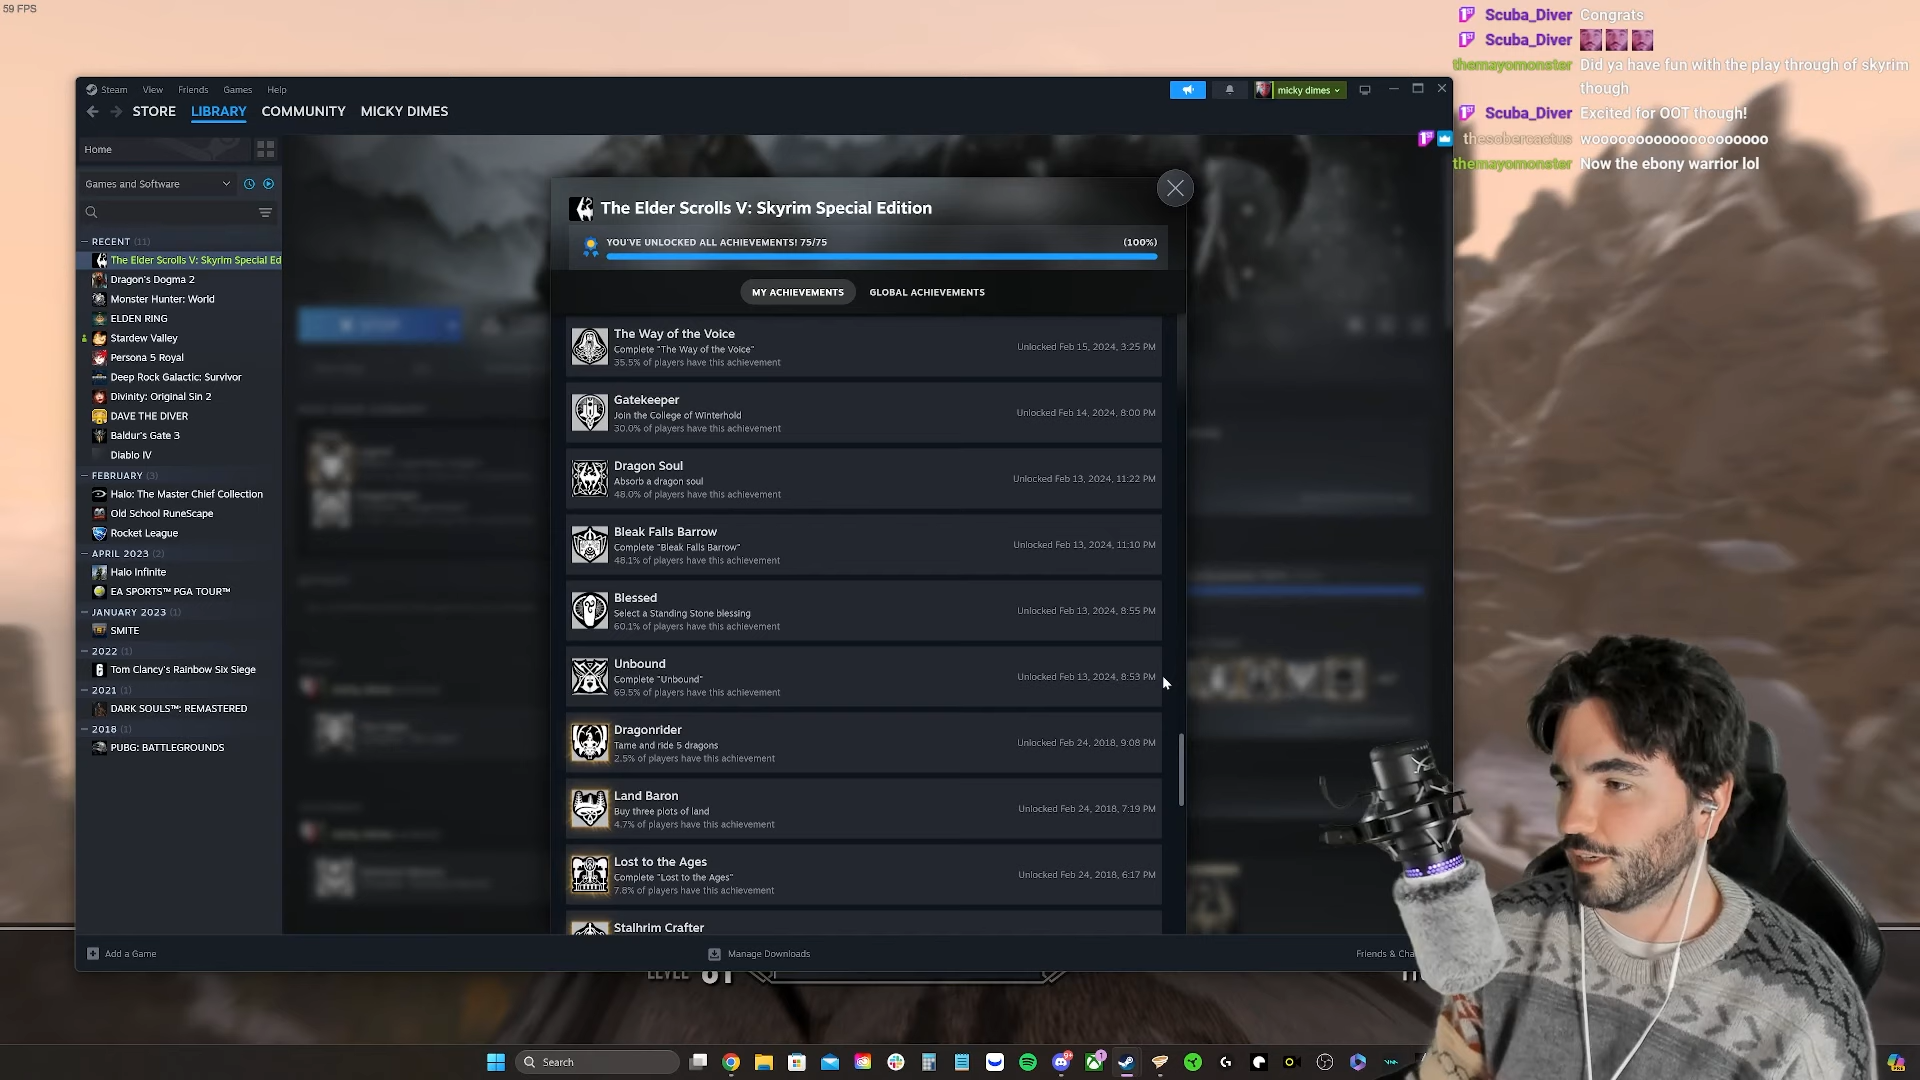 59 FPS
Scuba_Diver Congrats
Scuba_Diver
themayomonster Did ya have fun with the play through of skyrim
though
Scuba_Diver Excited for OOT though!
thesobercactus woooooooooooooooooooo
themayomonster Now the ebony warrior lol
Steam View Friends Games Help
micky dimes
STORE LIBRARY COMMUNITY MICKY DIMES
Home
Games and Software
RECENT (11)
The Elder Scrolls V: Skyrim Special Ed
Dragon's Dogma 2
Monster Hunter: World
ELDEN RING
Stardew Valley
Persona 5 Royal
Deep Rock Galactic: Survivor
Divinity: Original Sin 2
DAVE THE DIVER
Baldur's Gate 3
Diablo IV
FEBRUARY (3)
Halo: The Master Chief Collection
Old School RuneScape
Rocket League
APRIL 2023 (2)
Halo Infinite
EA SPORTS™ PGA TOUR™
JANUARY 2023 (1)
SMITE
2022 (1)
Tom Clancy's Rainbow Six Siege
2021 (1)
DARK SOULS™: REMASTERED
2018 (1)
PUBG: BATTLEGROUNDS
The Elder Scrolls V: Skyrim Special Edition
YOU'VE UNLOCKED ALL ACHIEVEMENTS! 75/75 (100%)
MY ACHIEVEMENTS GLOBAL ACHIEVEMENTS
The Way of the Voice
Complete "The Way of the Voice"
35.5% of players have this achievement
Unlocked Feb 15, 2024, 3:25 PM
Gatekeeper
Join the College of Winterhold
30.0% of players have this achievement
Unlocked Feb 14, 2024, 8:00 PM
Dragon Soul
Absorb a dragon soul
48.0% of players have this achievement
Unlocked Feb 13, 2024, 11:22 PM
Bleak Falls Barrow
Complete "Bleak Falls Barrow"
48.1% of players have this achievement
Unlocked Feb 13, 2024, 11:10 PM
Blessed
Select a Standing Stone blessing
60.1% of players have this achievement
Unlocked Feb 13, 2024, 8:55 PM
Unbound
Complete "Unbound"
69.5% of players have this achievement
Unlocked Feb 13, 2024, 8:53 PM
Dragonrider
Tame and ride 5 dragons
2.5% of players have this achievement
Unlocked Feb 24, 2018, 9:08 PM
Land Baron
Buy three plots of land
4.7% of players have this achievement
Unlocked Feb 24, 2018, 7:19 PM
Lost to the Ages
Complete "Lost to the Ages"
7.8% of players have this achievement
Unlocked Feb 24, 2018, 6:17 PM
Stalhrim Crafter
Add a Game
Manage Downloads
Friends & Cha
LEVEL 81
Search